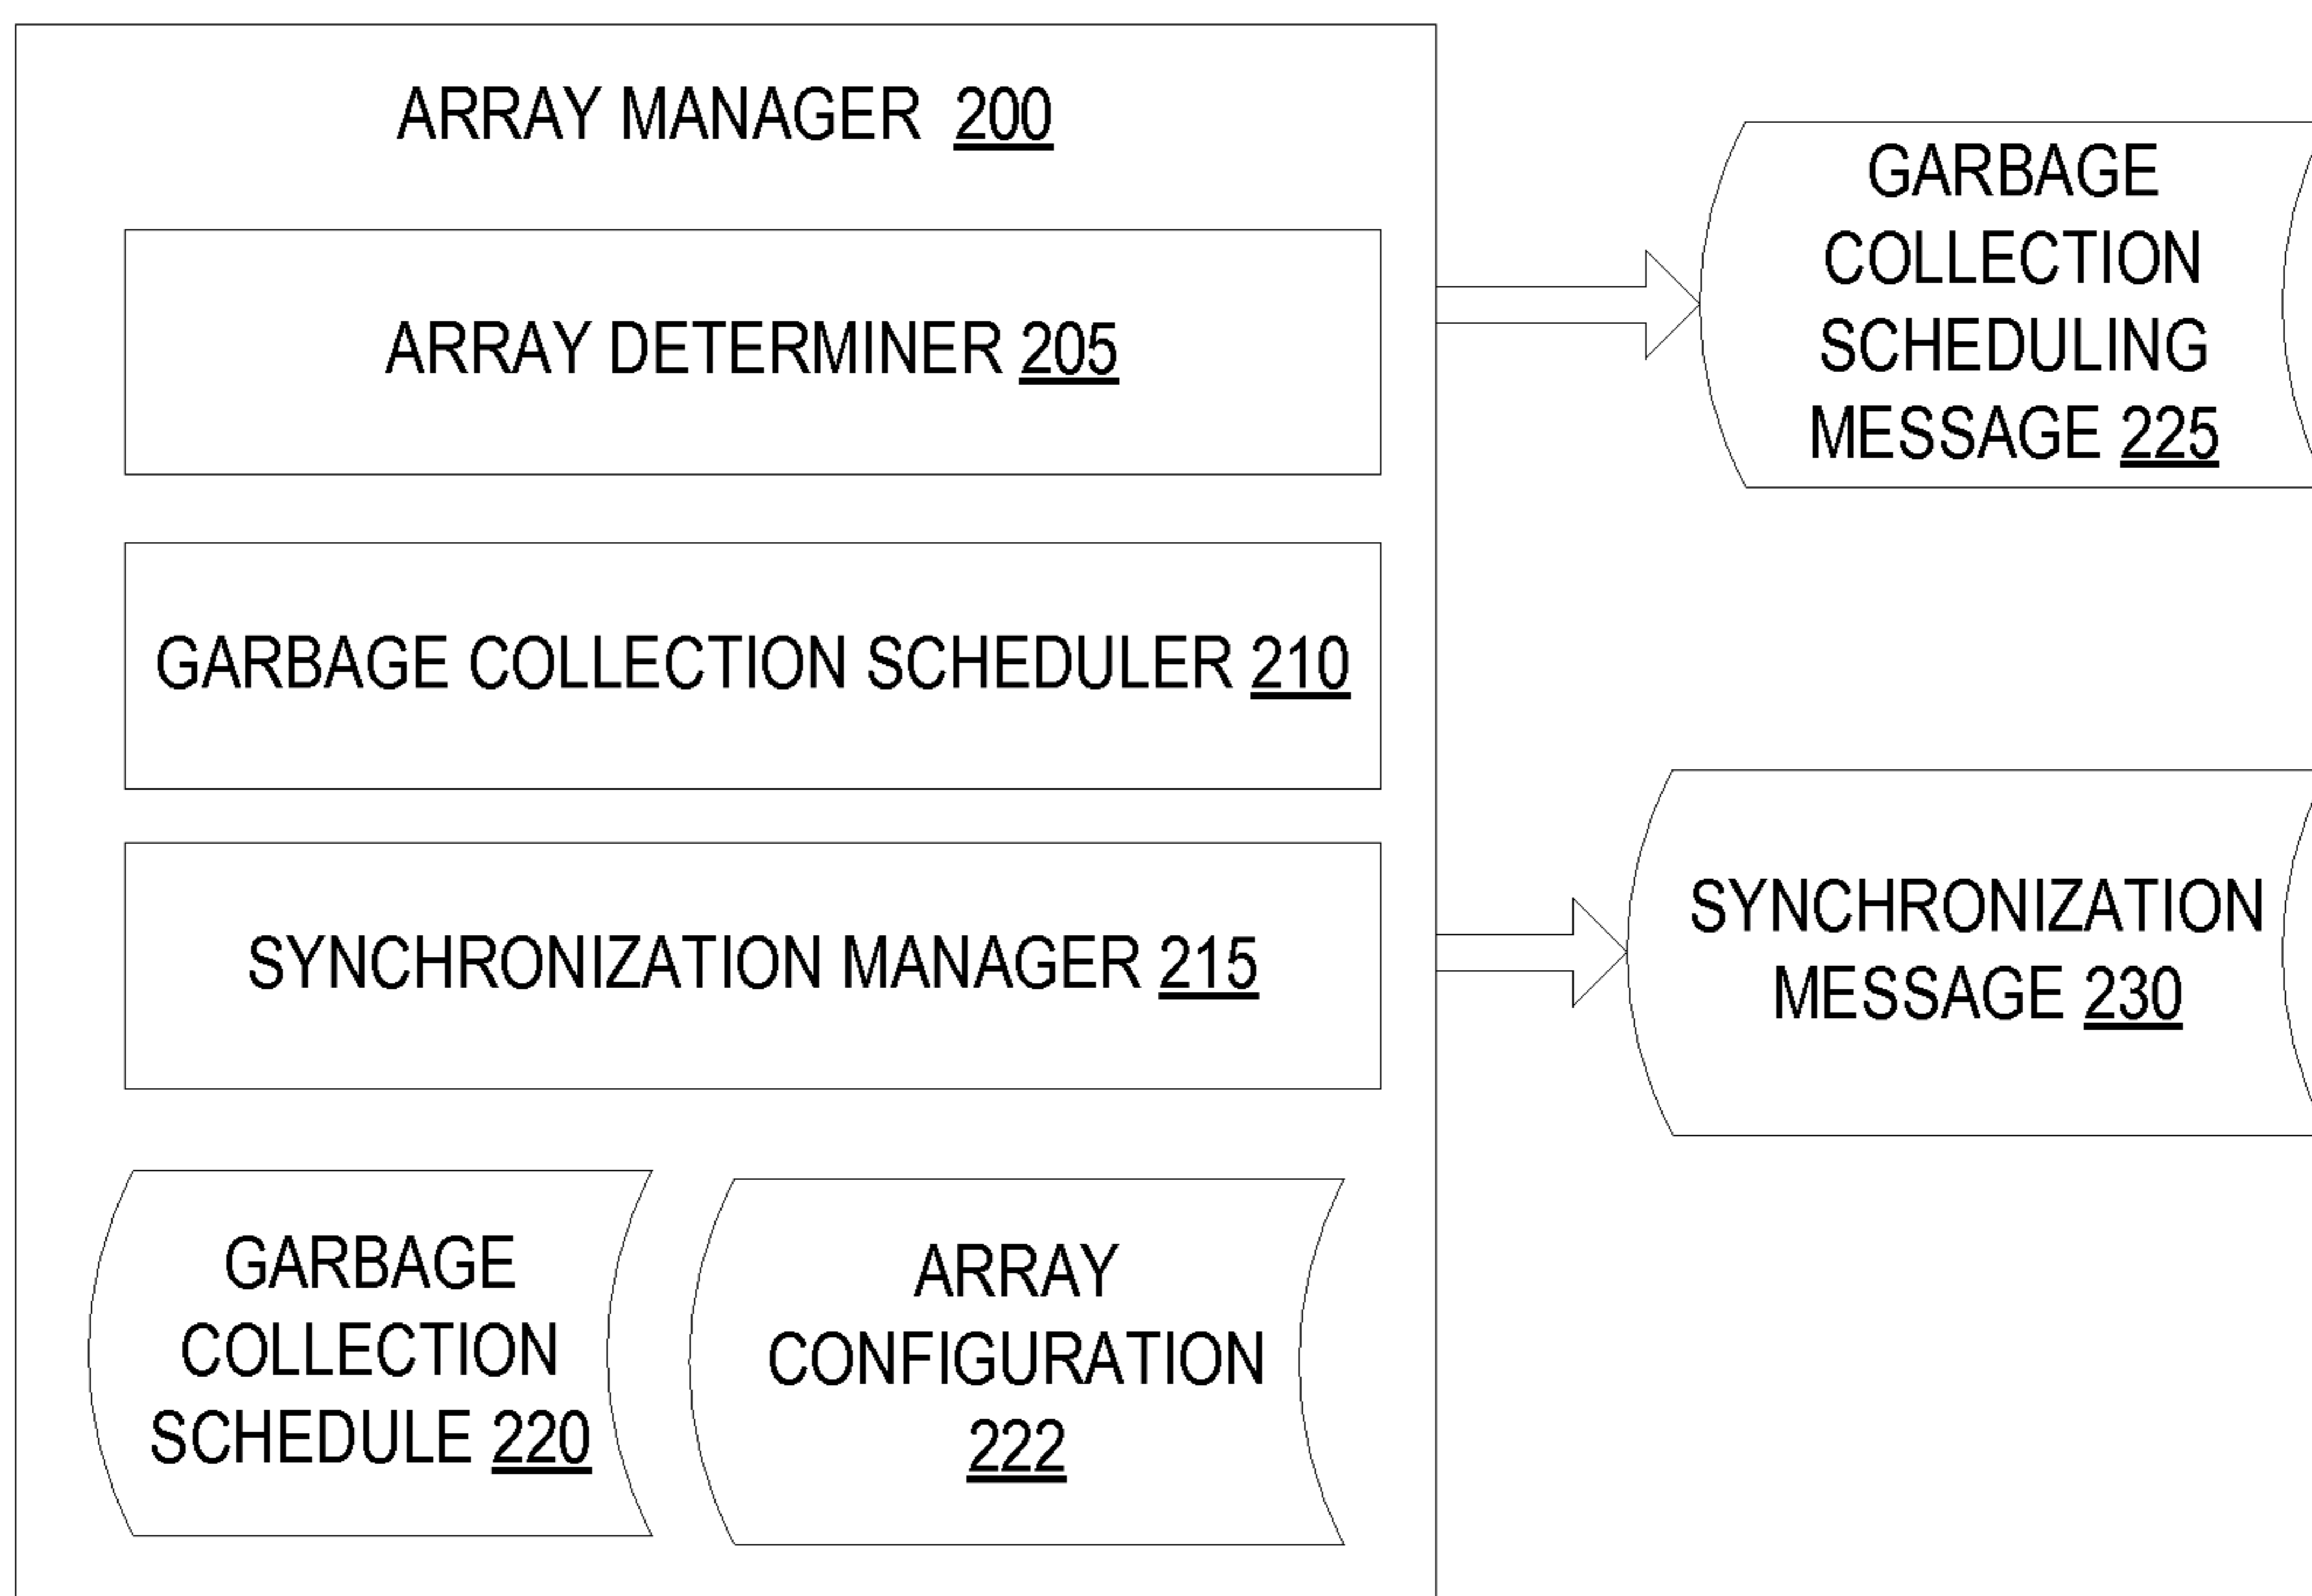 ARRAY MANAGER 200
ARRAY DETERMINER 205
GARBAGE COLLECTION SCHEDULER 210
SYNCHRONIZATION MANAGER 215
GARBAGE
COLLECTION
SCHEDULE 220
ARRAY
CONFIGURATION
222
GARBAGE
COLLECTION
SCHEDULING
MESSAGE 225
SYNCHRONIZATION
MESSAGE 230